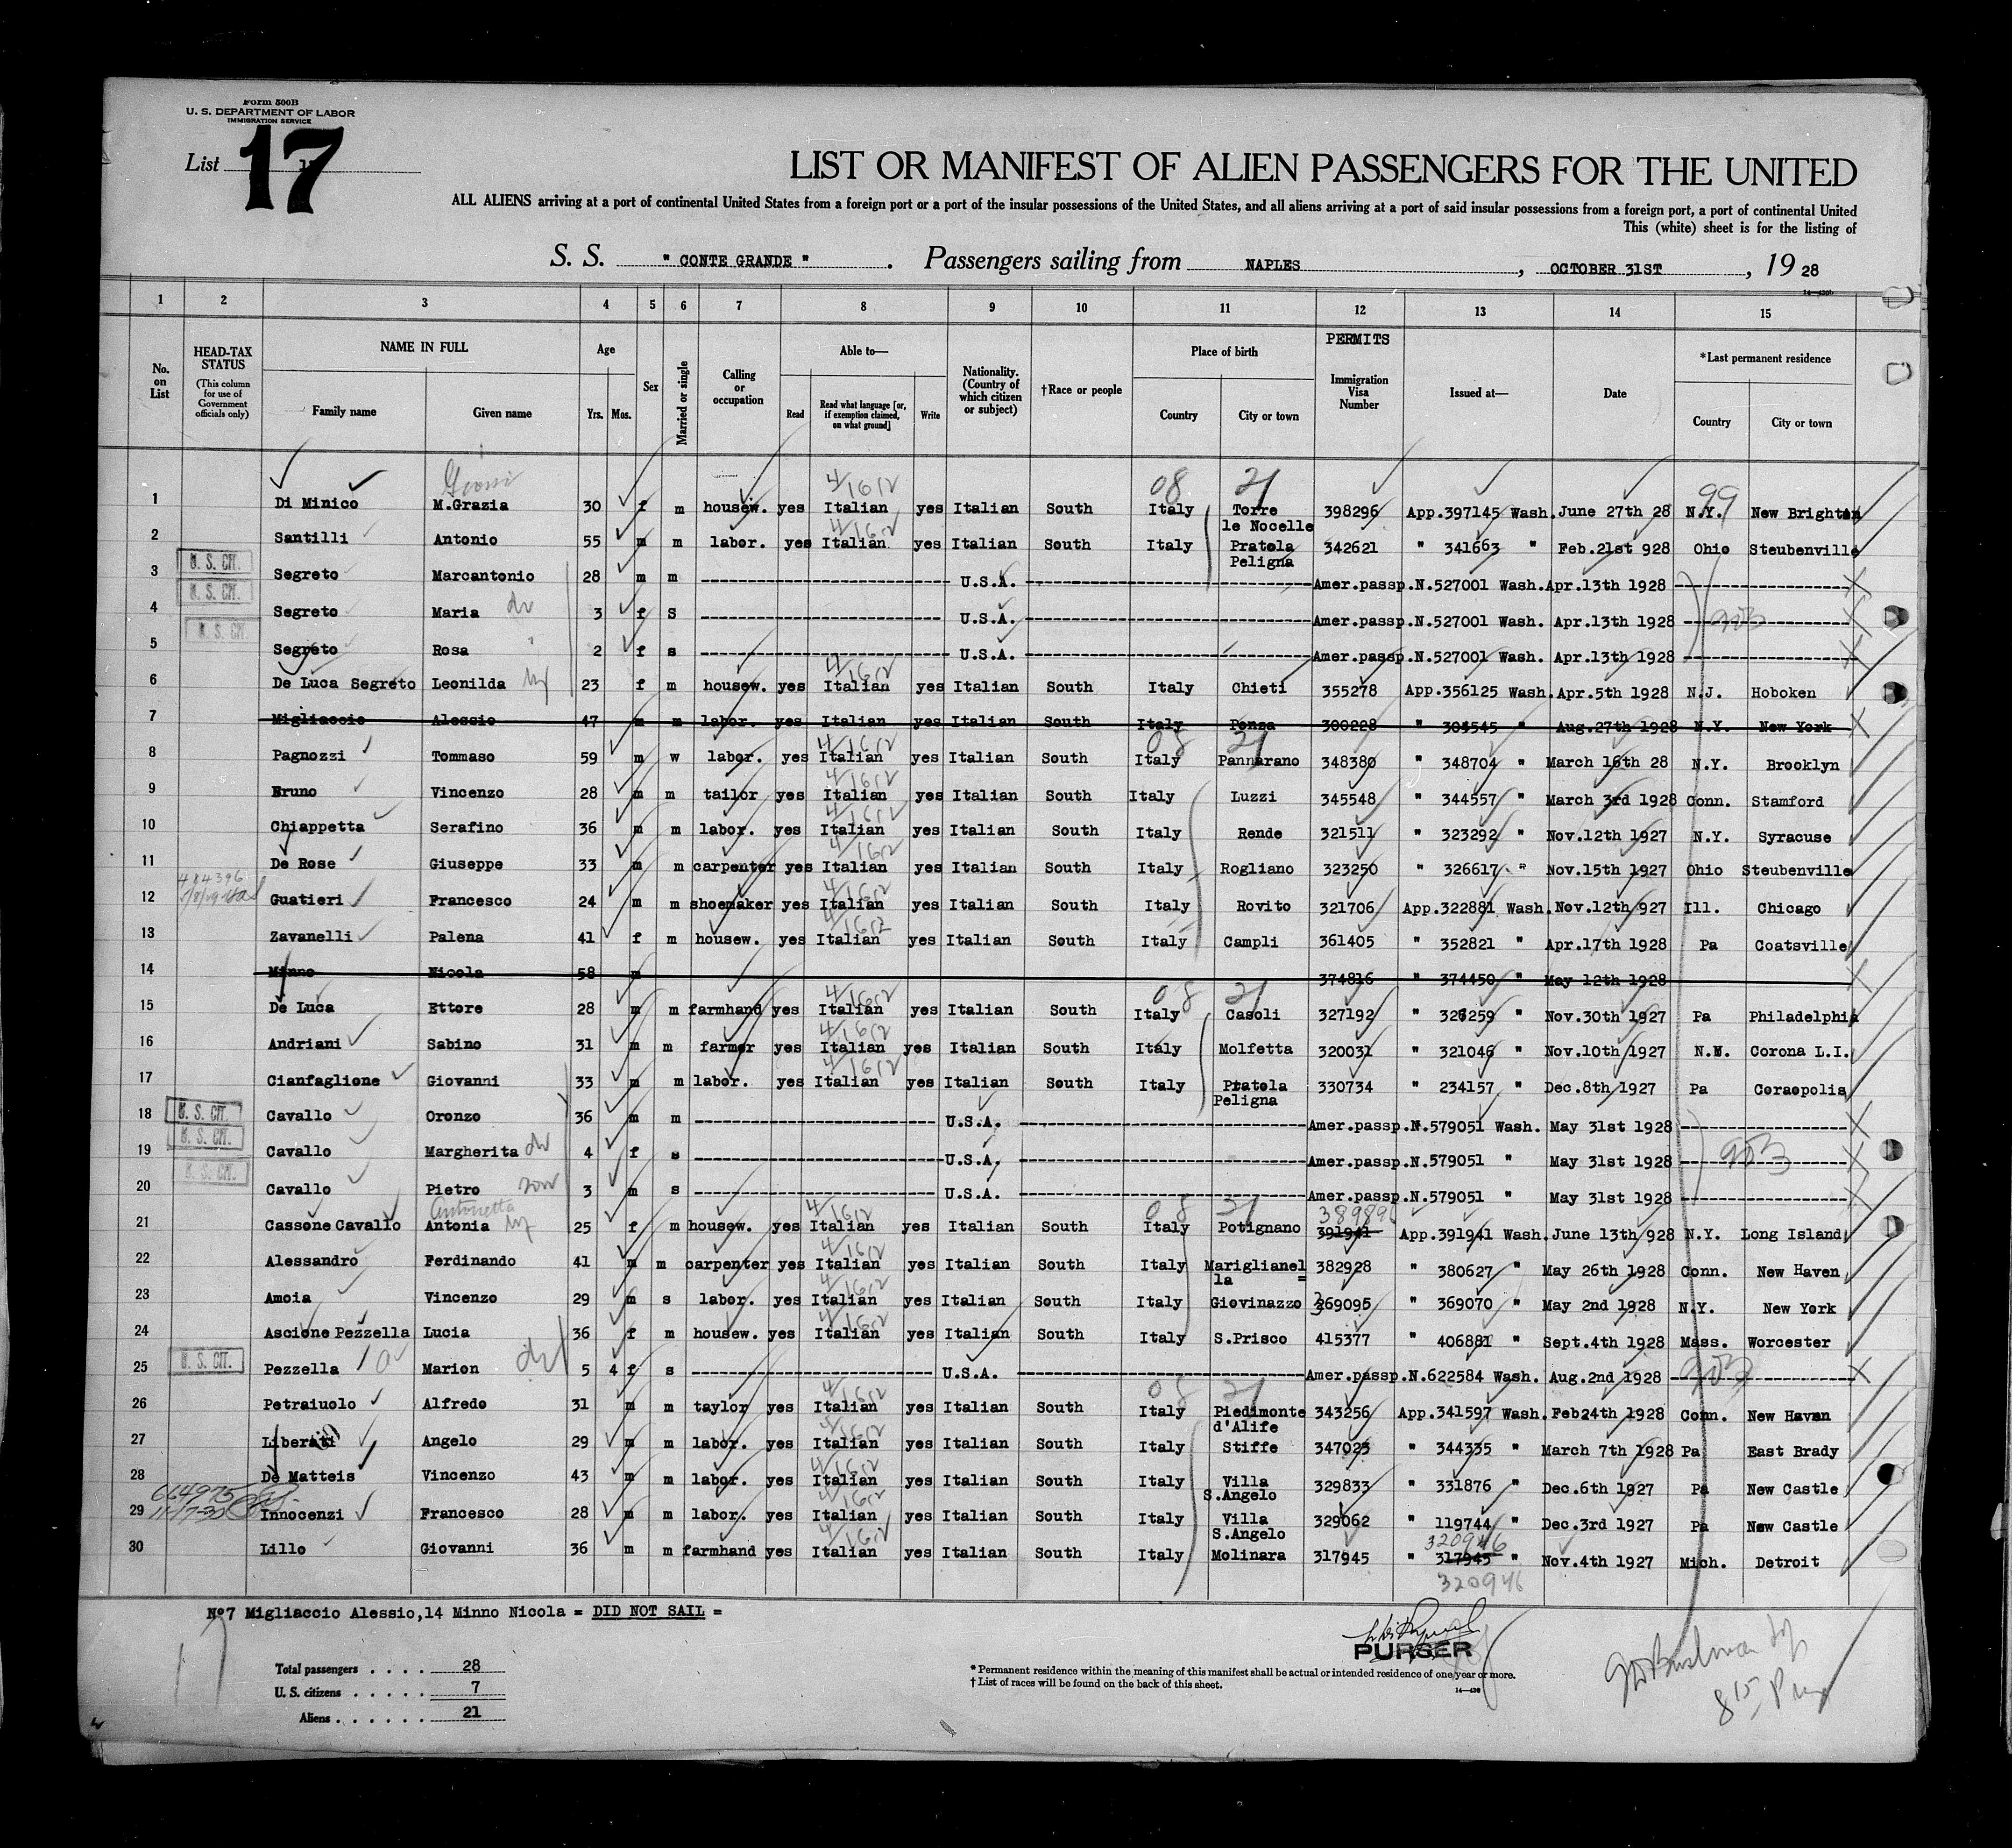 Form 500B
U. S. DEPARTMENT OF LABOR
IMMIGRATION SERVICE
List 17
LIST OR MANIFEST OF ALIEN PASSENGERS FOR THE UNITED
ALL ALIENS arriving at a port of continental United States from a foreign port or a port of the insular possessions of the United States, and all aliens arriving at a port of said insular possessions from a foreign port, a port of continental United
This (white) sheet is for the listing of
S. S. " CONTE GRANDE " . Passengers sailing from NAPLES , OCTOBER 31ST , 19 28
1 2 3 4 5 6 7 8 9 10 11 12 13 14 15
No. on List HEAD-TAX STATUS (This column for use of Government officials only) NAME IN FULL Family name Given name Age Yrs. Mos. Sex Married or single Calling or occupation Able to— Read Read what language [or, if exemption claimed, on what ground] Write Nationality. (Country of which citizen or subject) †Race or people Place of birth Country City or town PERMITS Immigration Visa Number Issued at— Date *Last permanent residence Country City or town
1 Di Minico M.Grazia 30 f m housew. yes Italian yes Italian South Italy Torre le Nocelle 398296 App.397145 Wash. June 27th 28 N.Y. New Brighton
2 Santilli Antonio 55 m m labor. yes Italian yes Italian South Italy Pratola Peligna 342621 " 341663 " Feb.21st 928 Ohio Steubenville
3 U. S. CIT. Segreto Marcantonio 28 m m U.S.A. Amer.passp.N.527001 Wash. Apr.13th 1928
4 U. S. CIT. Segreto Maria 3 f S U.S.A. Amer.passp.N.527001 Wash. Apr.13th 1928
5 U. S. CIT. Segreto Rosa 2 f s U.S.A. Amer.passp.N.527001 Wash. Apr.13th 1928
6 De Luca Segreto Leonilda 23 f m housew. yes Italian yes Italian South Italy Chieti 355278 App.356125 Wash. Apr.5th 1928 N.J. Hoboken
7 Migliaccio Alessio 47 m m labor. yes Italian yes Italian South Italy Ponza 300228 " 304545 " Aug.27th 1928 N.Y. New York
8 Pagnozzi Tommaso 59 m w labor. yes Italian yes Italian South Italy Pannarano 348380 " 348704 " March 16th 28 N.Y. Brooklyn
9 Bruno Vincenzo 28 m m tailor yes Italian yes Italian South Italy Luzzi 345548 " 344557 " March 3rd 1928 Conn. Stamford
10 Chiappetta Serafino 36 m m labor. yes Italian yes Italian South Italy Rende 321511 " 323292 " Nov.12th 1927 N.Y. Syracuse
11 De Rose Giuseppe 33 m m carpenter yes Italian yes Italian South Italy Rogliano 323250 " 326617 " Nov.15th 1927 Ohio Steubenville
12 Guatieri Francesco 24 m m shoemaker yes Italian yes Italian South Italy Rovito 321706 App.322881 Wash. Nov.12th 927 Ill. Chicago
13 Zavanelli Palena 41 f m housew. yes Italian yes Italian South Italy Campli 361405 " 352821 " Apr.17th 1928 Pa Coatsville
14 Minno Nicola 58 m 374816 " 374450 " May 12th 1928
15 De Luca Ettore 28 m m farmhand yes Italian yes Italian South Italy Casoli 327192 " 326259 " Nov.30th 1927 Pa Philadelphia
16 Andriani Sabino 31 m m farmer yes Italian yes Italian South Italy Molfetta 320031 " 321046 " Nov.10th 1927 Corona L.I.
17 Cianfaglione Giovanni 33 m m labor. yes Italian yes Italian South Italy Pratola Peligna 330734 " 234157 " Dec.8th 1927 Pa Coraopolis
18 U. S. CIT. Cavallo Oronzo 36 m m U.S.A. Amer.passp.N.579051 Wash. May 31st 1928
19 U. S. CIT. Cavallo Margherita 4 f s U.S.A. Amer.passp.N.579051 " May 31st 1928
20 U. S. CIT. Cavallo Pietro 3 m s U.S.A. Amer.passp.N.579051 " May 31st 1928
Antonietta
21 Cassone Cavallo Antonia 25 f m housew. yes Italian yes Italian South Italy Potignano 391941 App.391941 Wash. June 13th 928 N.Y. Long Island
22 Alessandro Ferdinando 41 m m carpenter yes Italian yes Italian South Italy Mariglianel = la 382928 " 380627 " May 26th 1928 Conn. New Haven
23 Amoia Vincenzo 29 m s labor. yes Italian yes Italian South Italy Giovinazzo 369095 " 369070 " May 2nd 1928 N.Y. New York
24 Ascione Pezzella Lucia 36 f m housew. yes Italian yes Italian South Italy S.Prisco 415377 " 406881 " Sept.4th 1928 Mass. Worcester
25 U. S. CIT. Pezzella Marion 5 4 f s U.S.A. Amer.passp.N.622584 Wash. Aug.2nd 1928
26 Petraiuolo Alfredo 31 m m taylor yes Italian yes Italian South Italy Piedimonte d'Alife 343256 App.341597 Wash. Feb24th 1928 Conn. New Haven
27 Liberati Angelo 29 m m labor. yes Italian yes Italian South Italy Stiffe 347023 " 344335 " March 7th 1928 Pa East Brady
28 De Matteis Vincenzo 43 m m labor. yes Italian yes Italian South Italy Villa S.Angelo 329833 " 331876 " Dec.6th 1927 Pa New Castle
29 Innocenzi Francesco 28 m m labor. yes Italian yes Italian South Italy Villa S.Angelo 329062 " 119744 " Dec.3rd 1927 Pa New Castle
30 Lillo Giovanni 36 m m farmhand yes Italian yes Italian South Italy Molinara 317945 " 317945 " Nov.4th 1927 Mich. Detroit
320946
Nº7 Migliaccio Alessio,14 Minno Nicola = DID NOT SAIL =
17
PURSER
Total passengers . . . . 28
U. S. citizens . . . . . 7
Aliens . . . . . . 21
* Permanent residence within the meaning of this manifest shall be actual or intended residence of one year or more.
† List of races will be found on the back of this sheet.